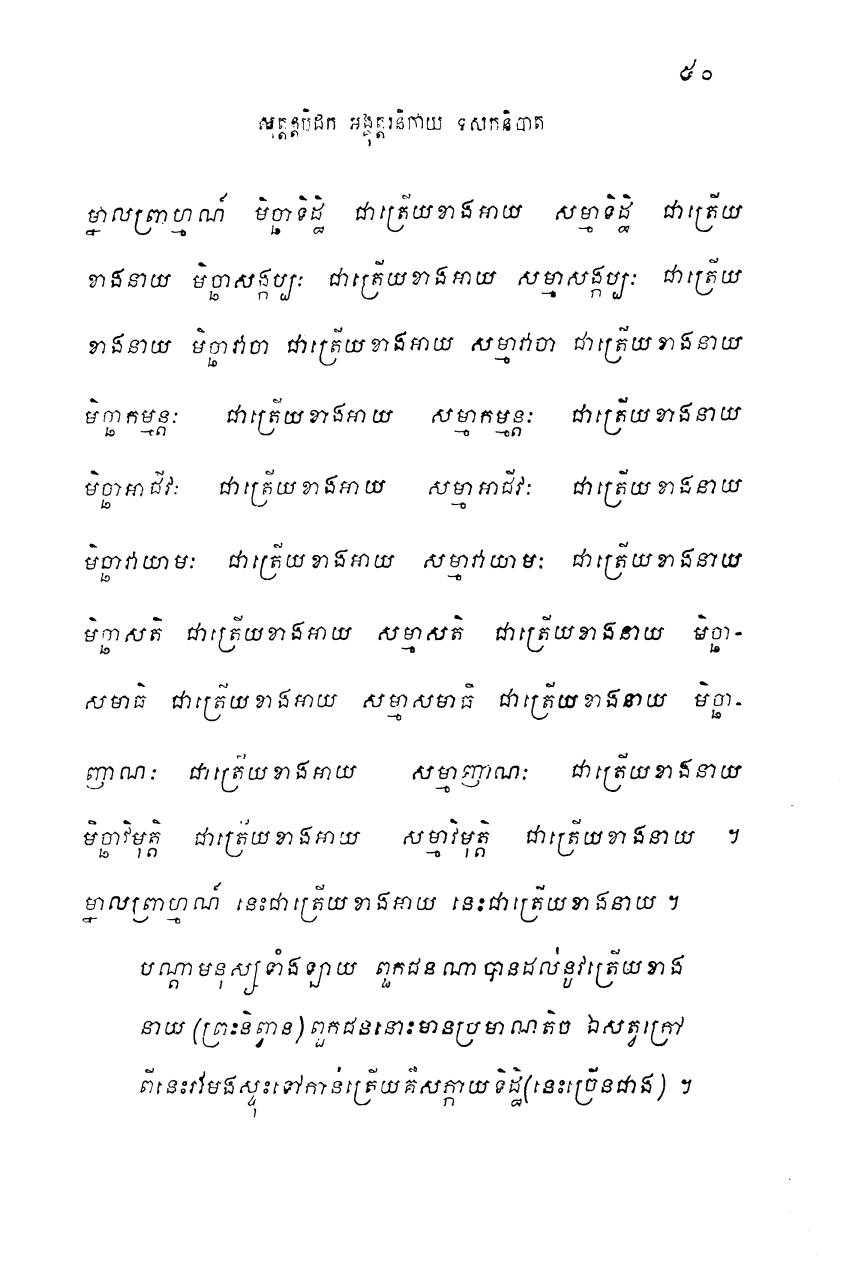 ៥០
សុត្តន្តបិដក អង្គុត្តរនិកាយ ទសកនិបាត
ម្នាលព្រាហ្មណ៍ មិច្ឆាទិដ្ឋិ ជាត្រើយខាងអាយ សម្មាទិដ្ឋិ ជាត្រើយ
ខាងនាយ មិច្ឆាសង្កប្បៈ ជាត្រើយខាងអាយ សម្មាសង្កប្បៈ ជាត្រើយ
ខាងនាយ មិច្ឆាវាចា ជាត្រើយខាងអាយ សម្មាវាចា ជាត្រើយខាងនាយ
មិច្ឆាកម្មន្តៈ ជាត្រើយខាងអាយ សម្មាកម្មន្តៈ ជាត្រើយខាងនាយ
មិច្ឆាអាជីវៈ ជាត្រើយខាងអាយ សម្មាអាជីវៈ ជាត្រើយខាងនាយ
មិច្ឆាវាយាមៈ ជាត្រើយខាងអាយ សម្មាវាយាមៈ ជាត្រើយខាងនាយ
មិច្ឆាសតិ ជាត្រើយខាងអាយ សម្មាសតិ ជាត្រើយខាងនាយ មិច្ឆា-
សមាធិ ជាត្រើយខាងអាយ សម្មាសមាធិ ជាត្រើយខាងនាយ មិច្ឆា-
ញាណៈ ជាត្រើយខាងអាយ សម្មាញាណៈ ជាត្រើយខាងនាយ
មិច្ឆាវិមុត្តិ ជាត្រើយខាងអាយ សម្មាវិមុត្តិ ជាត្រើយខាងនាយ ។
ម្នាលព្រាហ្មណ៍ នេះជាត្រើយខាងអាយ នេះជាត្រើយខាងនាយ ។
បណ្តាមនុស្សទាំងឡាយ ពួកជនណាបានដល់នូវត្រើយខាង
នាយ (ព្រះនិព្វាន) ពួកជននោះមានប្រមាណតិច ឯសត្វក្រៅ
ពីនេះរមែងស្ទុះទៅកាន់ត្រើយគឺសក្កាយទិដ្ឋិ(នេះច្រើនជាង) ។